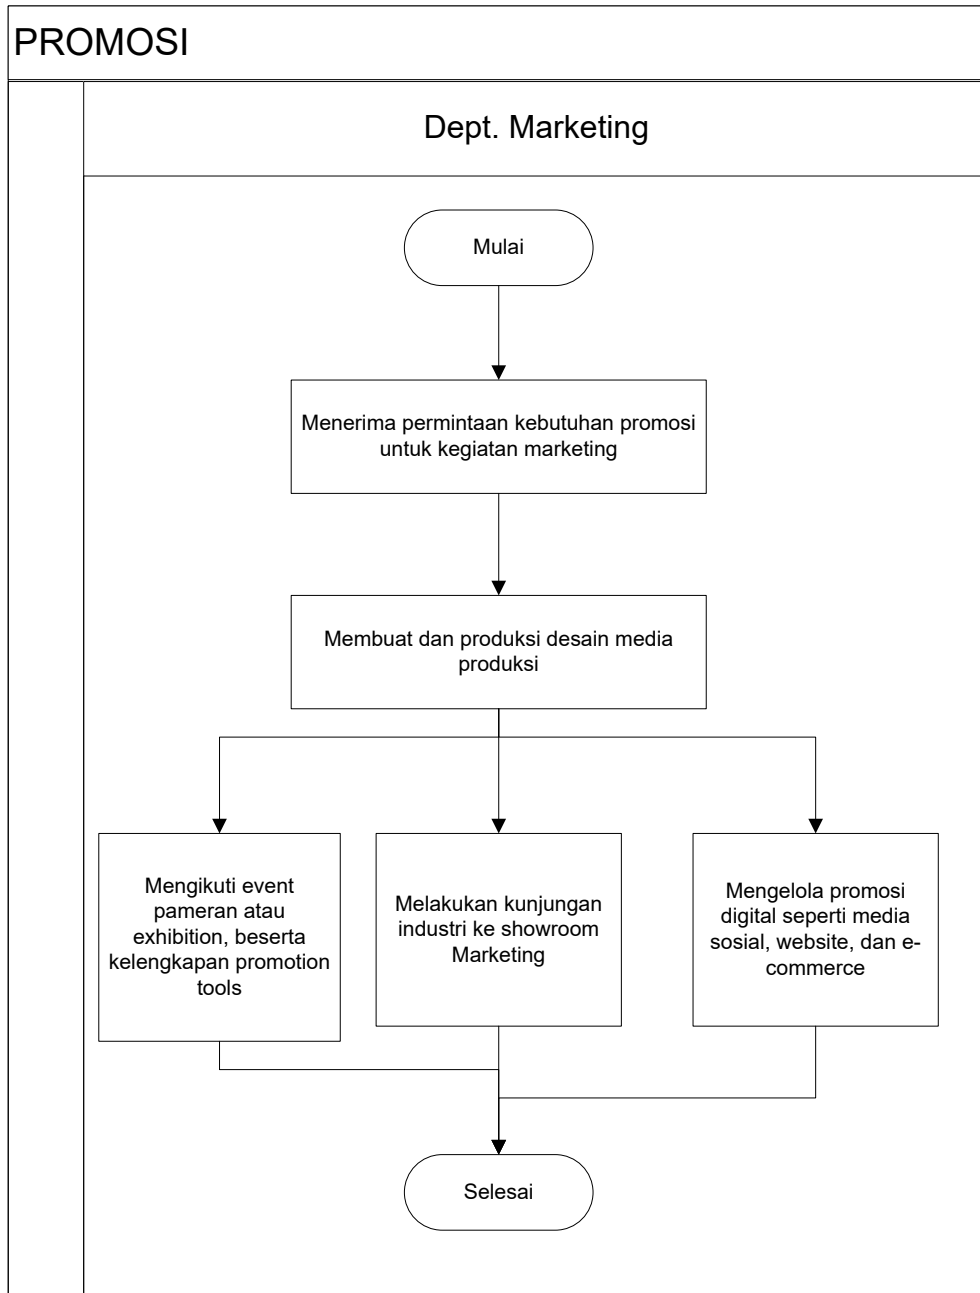 PROMOSI
Dept. Marketing
Mulai
Menerima permintaan kebutuhan promosi
untuk kegiatan marketing
Membuat dan produksi desain media
produksi
Mengikuti event
pameran atau
exhibition, beserta
kelengkapan promotion
tools
Melakukan kunjungan
industri ke showroom
Marketing
Mengelola promosi
digital seperti media
sosial, website, dan e-
commerce
Selesai